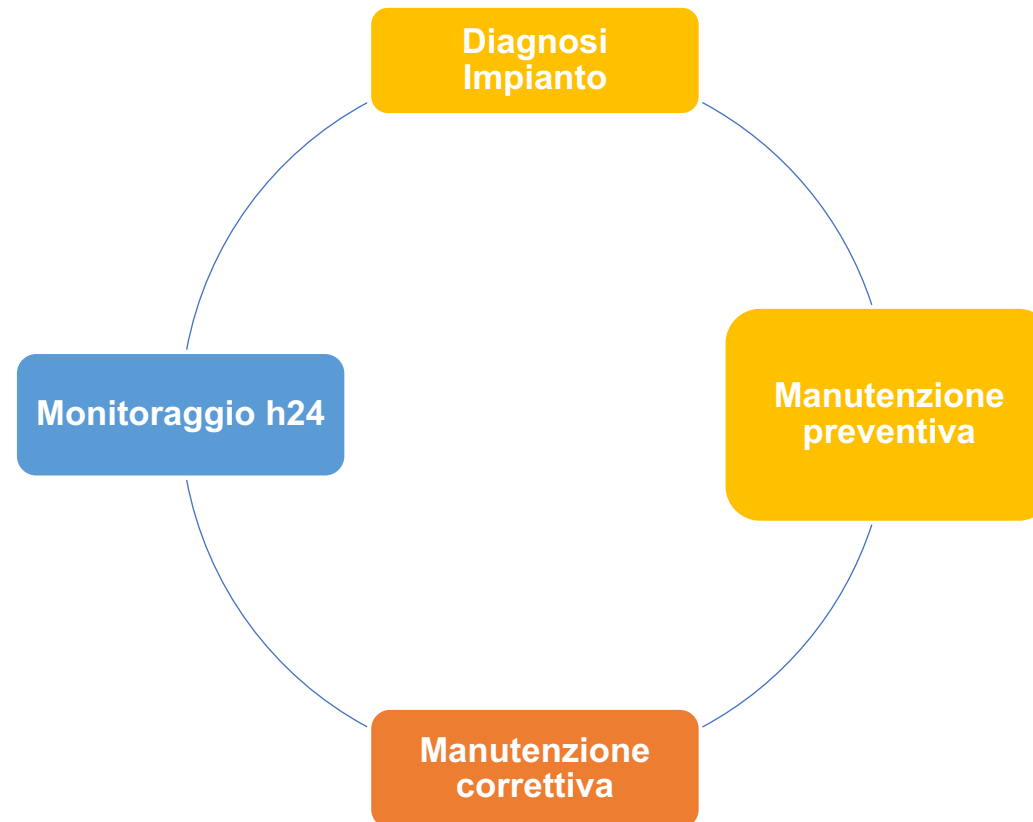 Diagnosi
Impianto
Manutenzione
preventiva
Monitoraggio h24
Manutenzione
correttiva